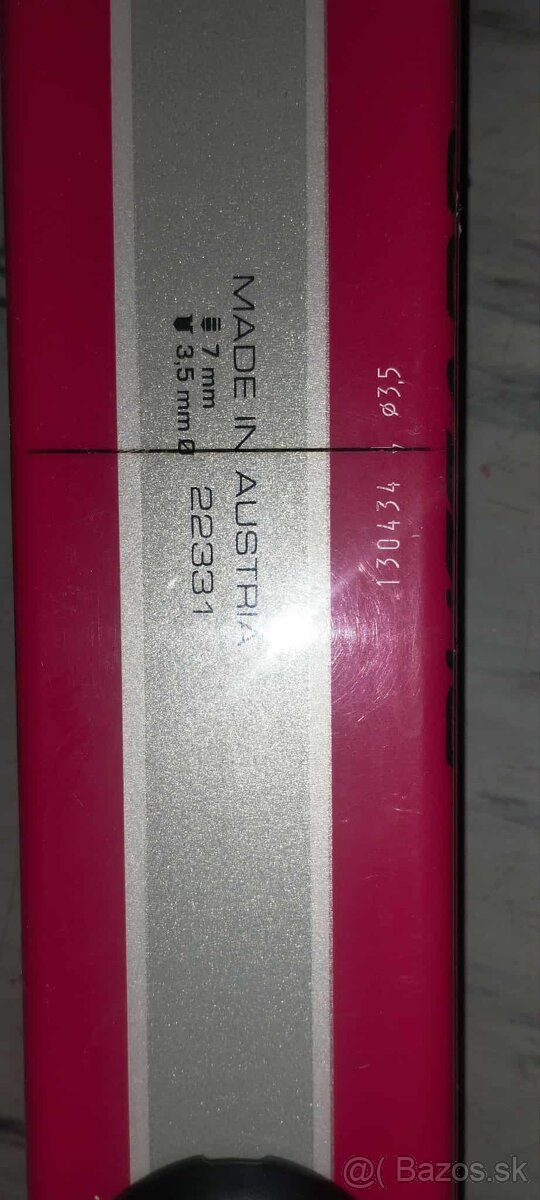 MADE IN AUSTRIA
7 mm
3,5 mm Ø
22331
130434 ø3,5
@( Bazos.sk